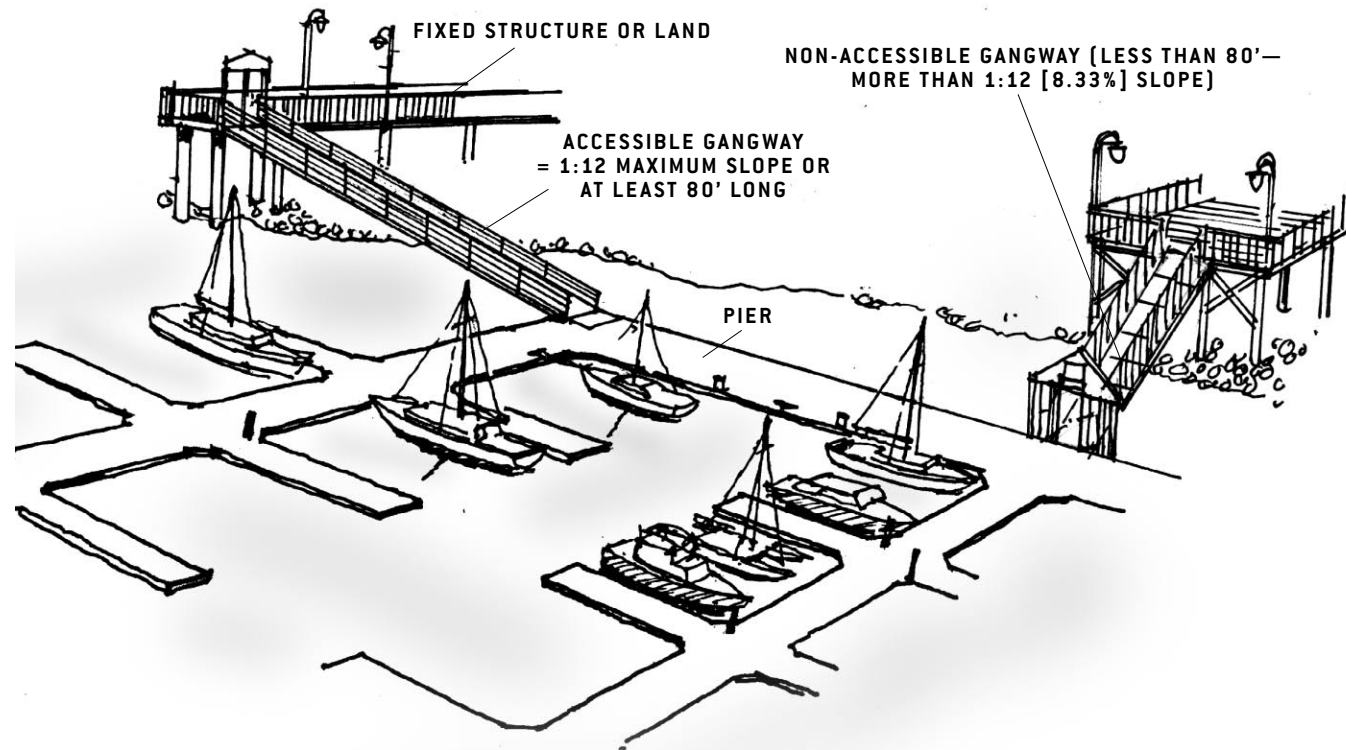 FIXED STRUCTURE OR LAND
NON-ACCESSIBLE GANGWAY (LESS THAN 80'—
MORE THAN 1:12 [8.33%] SLOPE)
ACCESSIBLE GANGWAY
= 1:12 MAXIMUM SLOPE OR
AT LEAST 80' LONG
PIER